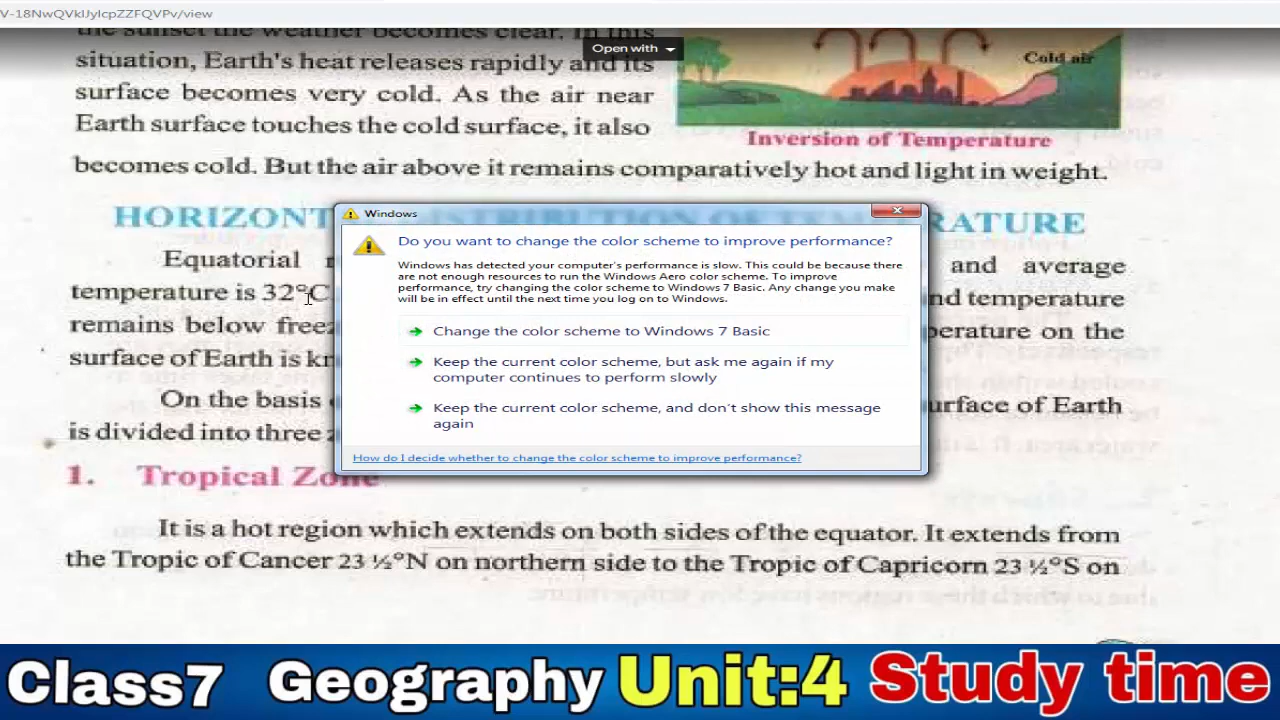 V-18NwQVkIJyIcpZZFQVPv/view
Open with
the sunset the weather becomes clear. In this
situation, Earth's heat releases rapidly and its
surface becomes very cold. As the air near
Earth surface touches the cold surface, it also
becomes cold. But the air above it remains comparatively hot and light in weight.
Cold air
Inversion of Temperature
HORIZONT
Equatorial and average
temperature is 32°C. temperature
remains below on the
surface of Earth is
On the basis of Earth
is divided into three
Windows
Do you want to change the color scheme to improve performance?
Windows has detected your computer's performance is slow. This could be because there
are not enough resources to run the Windows Aero color scheme. To improve
performance, try changing the color scheme to Windows 7 Basic. Any change you make
will be in effect until the next time you log on to Windows.
Change the color scheme to Windows 7 Basic
Keep the current color scheme, but ask me again if my
computer continues to perform slowly
Keep the current color scheme, and don't show this message
again
How do I decide whether to change the color scheme to improve performance?
1. Tropical Zone
It is a hot region which extends on both sides of the equator. It extends from
the Tropic of Cancer 23 ½°N on northern side to the Tropic of Capricorn 23 ½°S on
Class7 Geography Unit:4 Study time